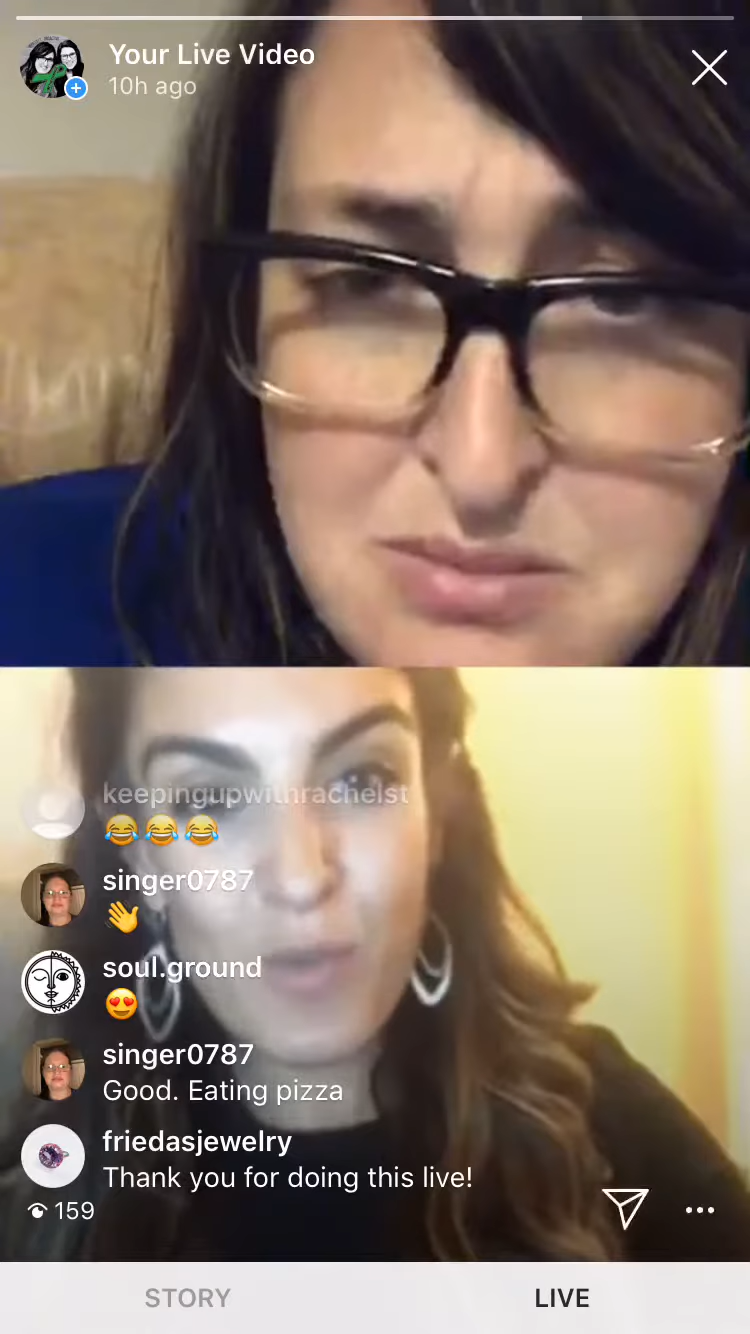 Your Live Video
10h ago
keepingupwithrachelst
😂😂😂
singer0787
👋
soul.ground
😍
singer0787
Good. Eating pizza
friedasjewelry
Thank you for doing this live!
159
STORY
LIVE